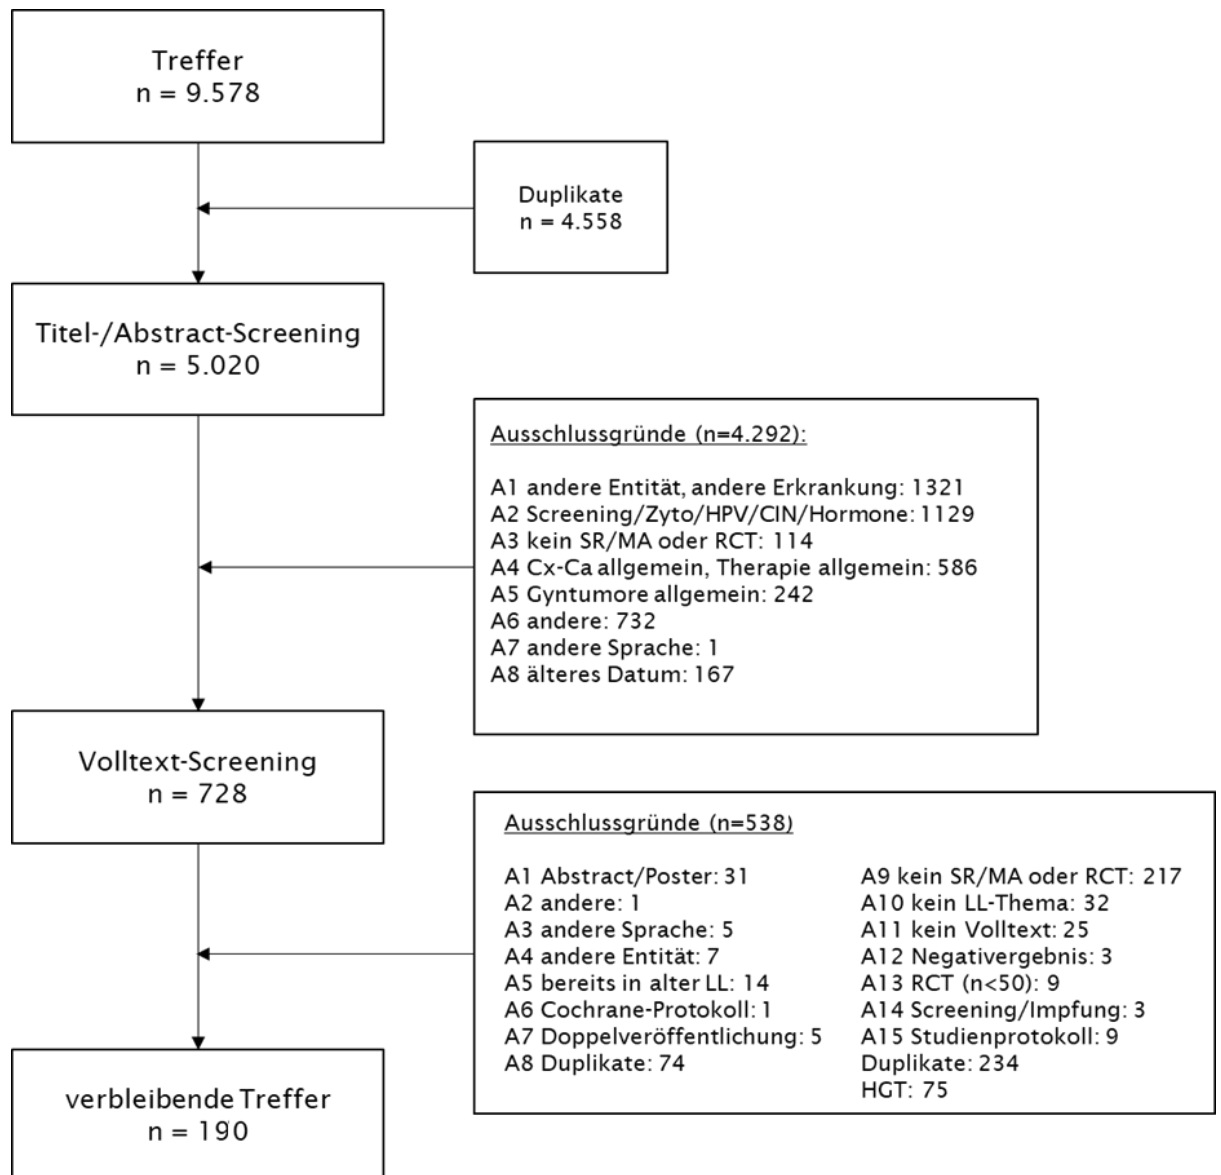 Treffer
n = 9.578
Duplikate
n = 4.558
Titel-/Abstract-Screening
n = 5.020
Ausschlussgründe (n=4.292):
A1 andere Entität, andere Erkrankung: 1321
A2 Screening/Zyto/HPV/CIN/Hormone: 1129
A3 kein SR/MA oder RCT: 114
A4 Cx-Ca allgemein, Therapie allgemein: 586
A5 Gyntumore allgemein: 242
A6 andere: 732
A7 andere Sprache: 1
A8 älteres Datum: 167
Volltext-Screening
n = 728
Ausschlussgründe (n=538)
A1 Abstract/Poster: 31
A2 andere: 1
A3 andere Sprache: 5
A4 andere Entität: 7
A5 bereits in alter LL: 14
A6 Cochrane-Protokoll: 1
A7 Doppelveröffentlichung: 5
A8 Duplikate: 74
A9 kein SR/MA oder RCT: 217
A10 kein LL-Thema: 32
A11 kein Volltext: 25
A12 Negativergebnis: 3
A13 RCT (n<50): 9
A14 Screening/Impfung: 3
A15 Studienprotokoll: 9
Duplikate: 234
HGT: 75
verbleibende Treffer
n = 190